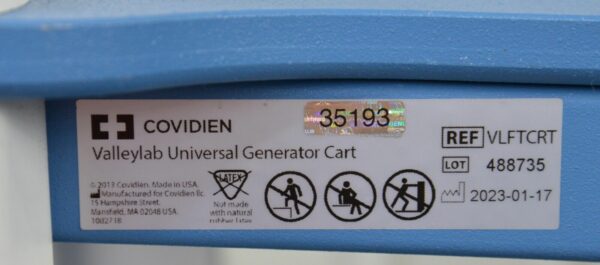 COVIDIEN
35193
Valleylab Universal Generator Cart
REF VLFTCRT
LOT 488735
2023-01-17
© 2013 Covidien. Made in USA.
Manufactured for Covidien llc.
15 Hampshire Street.
Mansfield, MA 02048 USA.
LATEX
Not made
with natural
rubber latex